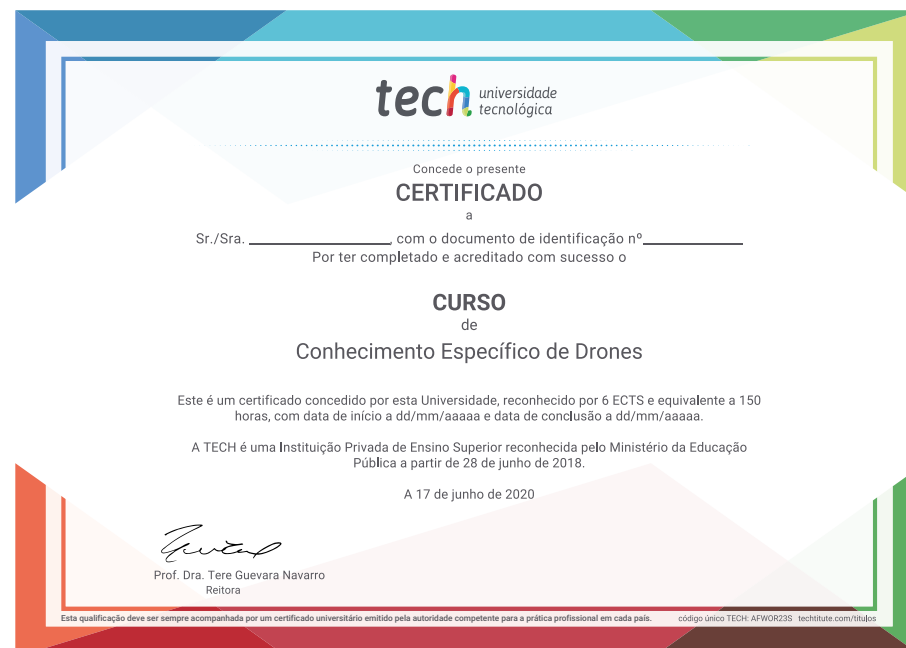 tech universidade
tecnológica
Concede o presente
CERTIFICADO
a
Sr./Sra. ____________________, com o documento de identificação nº______________
Por ter completado e acreditado com sucesso o
CURSO
de
Conhecimento Específico de Drones
Este é um certificado concedido por esta Universidade, reconhecido por 6 ECTS e equivalente a 150
horas, com data de início a dd/mm/aaaaa e data de conclusão a dd/mm/aaaaa.
A TECH é uma Instituição Privada de Ensino Superior reconhecida pelo Ministério da Educação
Pública a partir de 28 de junho de 2018.
A 17 de junho de 2020
Prof. Dra. Tere Guevara Navarro
Reitora
Esta qualificação deve ser sempre acompanhada por um certificado universitário emitido pela autoridade competente para a prática profissional em cada país. código único TECH: AFWOR23S techtitute.com/titulos